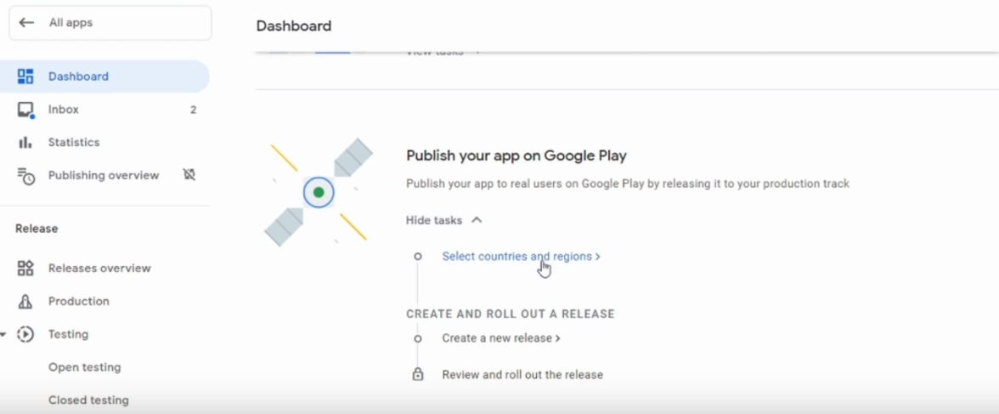 All apps
Dashboard
Inbox 2
Statistics
Publishing overview
Release
Releases overview
Production
Testing
Open testing
Closed testing
Dashboard
View tasks
Publish your app on Google Play
Publish your app to real users on Google Play by releasing it to your production track
Hide tasks
Select countries and regions
CREATE AND ROLL OUT A RELEASE
Create a new release
Review and roll out the release